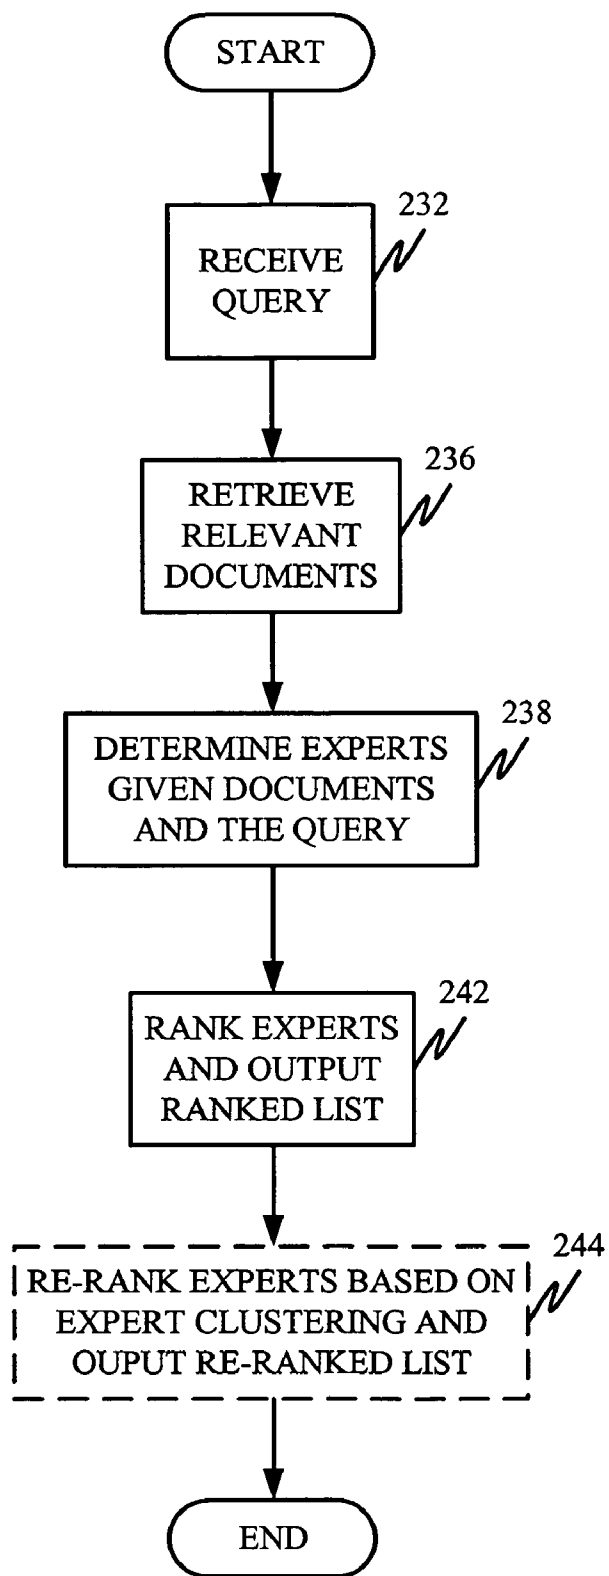 START
232
RECEIVE
QUERY
236
RETRIEVE
RELEVANT
DOCUMENTS
238
DETERMINE EXPERTS
GIVEN DOCUMENTS
AND THE QUERY
242
RANK EXPERTS
AND OUTPUT
RANKED LIST
244
RE-RANK EXPERTS BASED ON
EXPERT CLUSTERING AND
OUPUT RE-RANKED LIST
END